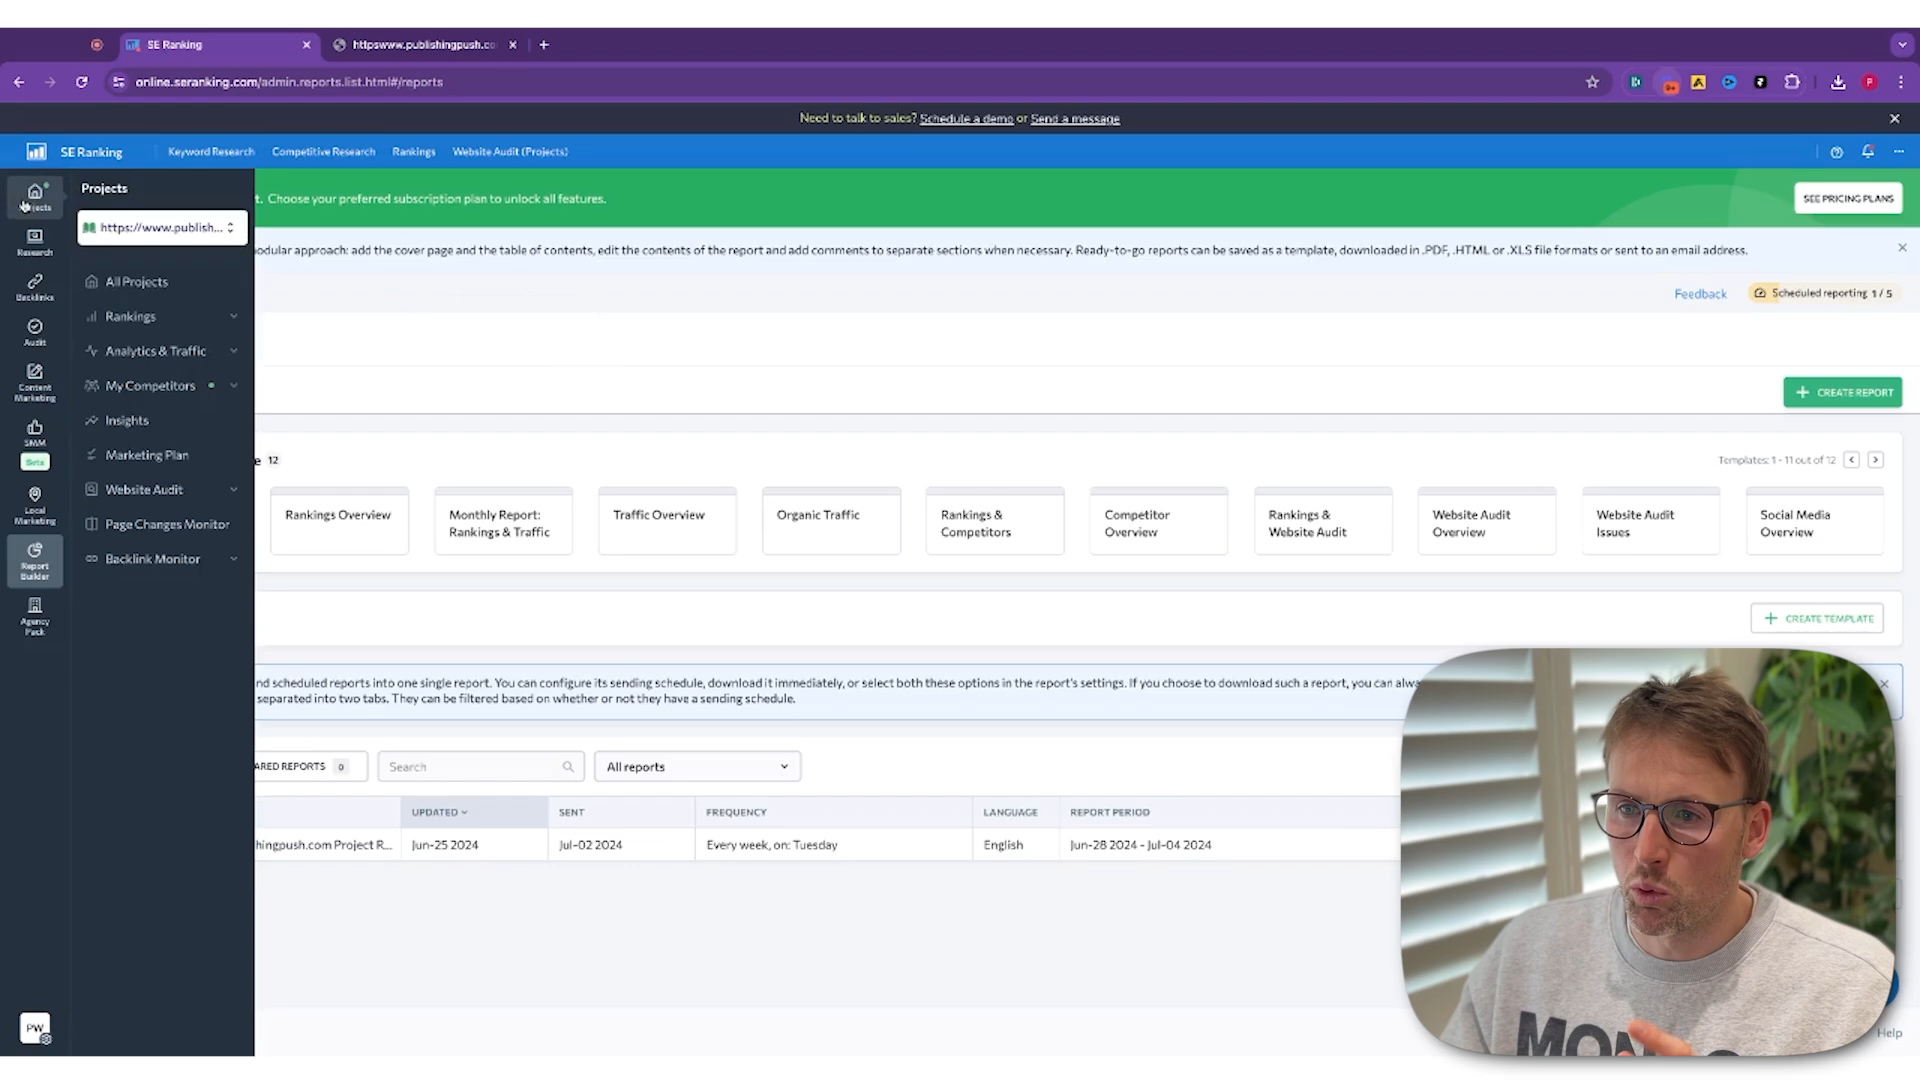 SE Ranking
httpswww.publishingpush.co
online.seranking.com/admin.reports.list.html#/reports
Need to talk to sales? Schedule a demo or Send a message
SE Ranking
Keyword Research
Competitive Research
Rankings
Website Audit (Projects)
Projects
Research
Backlinks
Audit
Content
Marketing
SMM
Beta
Local
Marketing
Report
Builder
Agency
Pack
PW
Projects
https://www.publish...
All Projects
Rankings
Analytics & Traffic
My Competitors
Insights
Marketing Plan
Website Audit
Page Changes Monitor
Backlink Monitor
t. Choose your preferred subscription plan to unlock all features.
SEE PRICING PLANS
odular approach: add the cover page and the table of contents, edit the contents of the report and add comments to separate sections when necessary. Ready-to-go reports can be saved as a template, downloaded in .PDF, .HTML or .XLS file formats or sent to an email address.
Feedback
Scheduled reporting 1 / 5
+ CREATE REPORT
e 12
Templates: 1 - 11 out of 12
Rankings Overview
Monthly Report:
Rankings & Traffic
Traffic Overview
Organic Traffic
Rankings &
Competitors
Competitor
Overview
Rankings &
Website Audit
Website Audit
Overview
Website Audit
Issues
Social Media
Overview
+ CREATE TEMPLATE
nd scheduled reports into one single report. You can configure its sending schedule, download it immediately, or select both these options in the report's settings. If you choose to download such a report, you can alwa
separated into two tabs. They can be filtered based on whether or not they have a sending schedule.
ARED REPORTS 0
Search
All reports
UPDATED
SENT
FREQUENCY
LANGUAGE
REPORT PERIOD
hingpush.com Project R...
Jun-25 2024
Jul-02 2024
Every week, on: Tuesday
English
Jun-28 2024 - Jul-04 2024
Help